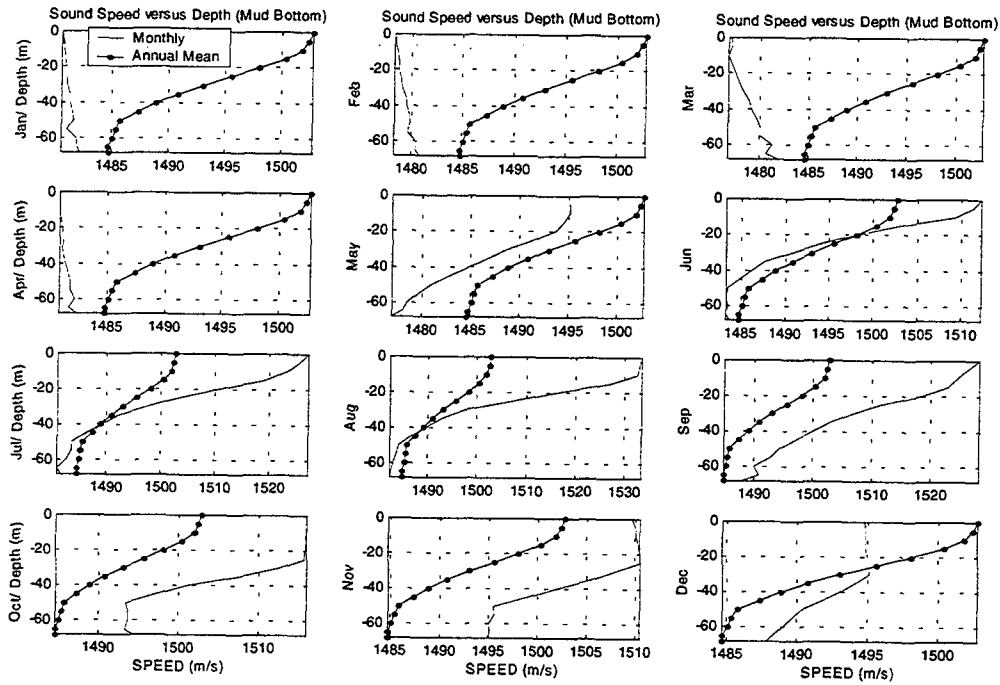 Sound Speed versus Depth (Mud Bottom)
Sound Speed versus Depth (Mud Bottom)
Sound Speed versus Depth (Mud Bottom)
Monthly
Annual Mean
Jan/ Depth (m)
0
-20
-40
-60
1485 1490 1495 1500
Feb
0
-20
-40
-60
1480 1485 1490 1495 1500
Mar
0
-20
-40
-60
1480 1485 1490 1495 1500
Apr/ Depth (m)
0
-20
-40
-60
1485 1490 1495 1500
May
0
-20
-40
-60
1480 1485 1490 1495 1500
Jun
0
-20
-40
-60
1485 1490 1495 1500 1505 1510
Jul/ Depth (m)
0
-20
-40
-60
1490 1500 1510 1520
Aug
0
-20
-40
-60
1490 1500 1510 1520 1530
Sep
0
-20
-40
-60
1490 1500 1510 1520
Oct/ Depth (m)
0
-20
-40
-60
1490 1500 1510
SPEED (m/s)
Nov
0
-20
-40
-60
1485 1490 1495 1500 1505 1510
SPEED (m/s)
Dec
0
-20
-40
-60
1485 1490 1495 1500
SPEED (m/s)